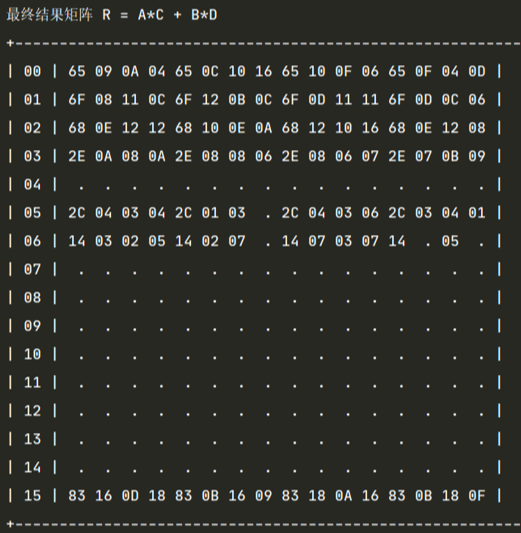 最终结果矩阵 R = A*C + B*D
+--------------------------------------------------
| 00 | 65 09 0A 04 65 0C 10 16 65 10 0F 06 65 0F 04 0D |
| 01 | 6F 08 11 0C 6F 12 0B 0C 6F 0D 11 11 6F 0D 0C 06 |
| 02 | 68 0E 12 12 68 10 0E 0A 68 12 10 16 68 0E 12 08 |
| 03 | 2E 0A 08 0A 2E 08 08 06 2E 08 06 07 2E 07 0B 09 |
| 04 | . . . . . . . . . . . . . . . . |
| 05 | 2C 04 03 04 2C 01 03 . 2C 04 03 06 2C 03 04 01 |
| 06 | 14 03 02 05 14 02 07 . 14 07 03 07 14 . 05 . |
| 07 | . . . . . . . . . . . . . . . . |
| 08 | . . . . . . . . . . . . . . . . |
| 09 | . . . . . . . . . . . . . . . . |
| 10 | . . . . . . . . . . . . . . . . |
| 11 | . . . . . . . . . . . . . . . . |
| 12 | . . . . . . . . . . . . . . . . |
| 13 | . . . . . . . . . . . . . . . . |
| 14 | . . . . . . . . . . . . . . . . |
| 15 | 83 16 0D 18 83 0B 16 09 83 18 0A 16 83 0B 18 0F |
+--------------------------------------------------